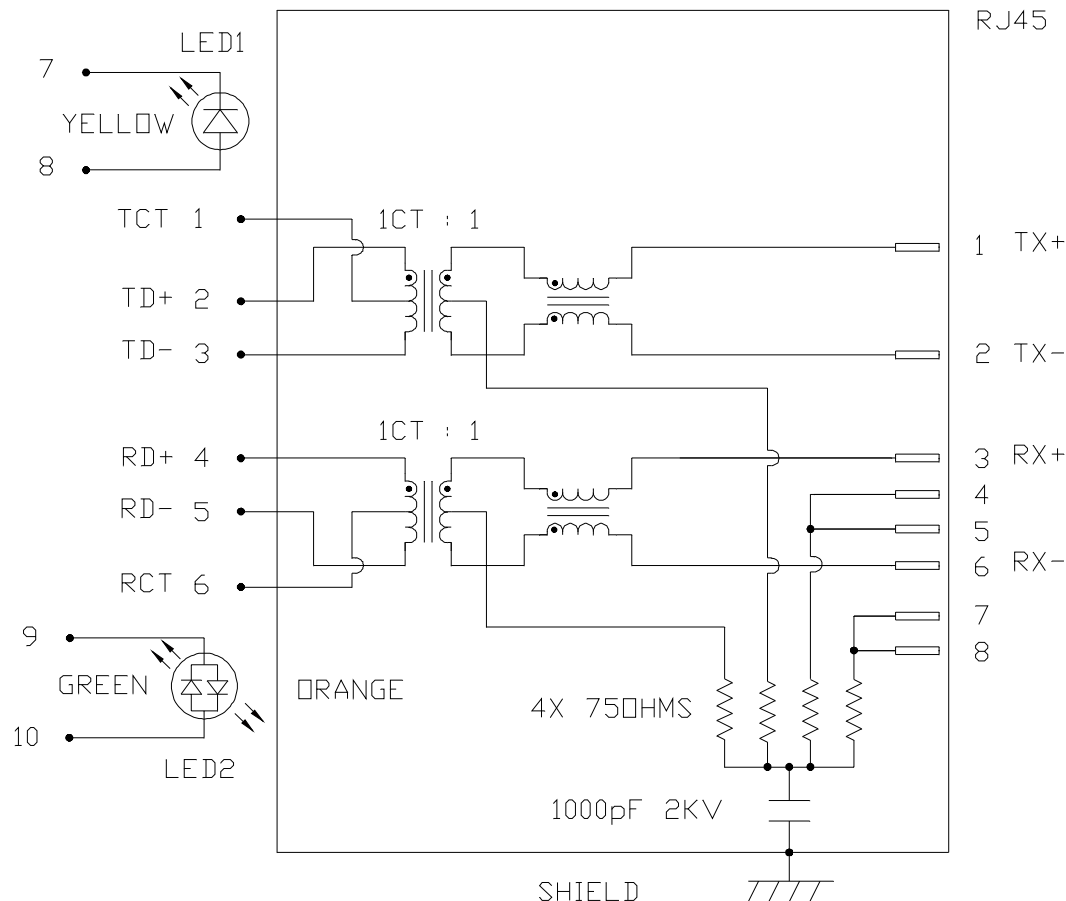 RJ45
LED1
7
YELLOW
8
TCT 1
1CT : 1
1 TX+
TD+ 2
TD- 3
2 TX-
1CT : 1
RD+ 4
3 RX+
4
RD- 5
5
6 RX-
RCT 6
7
9
8
GREEN
ORANGE
4X 75OHMS
10
LED2
1000pF 2KV
SHIELD